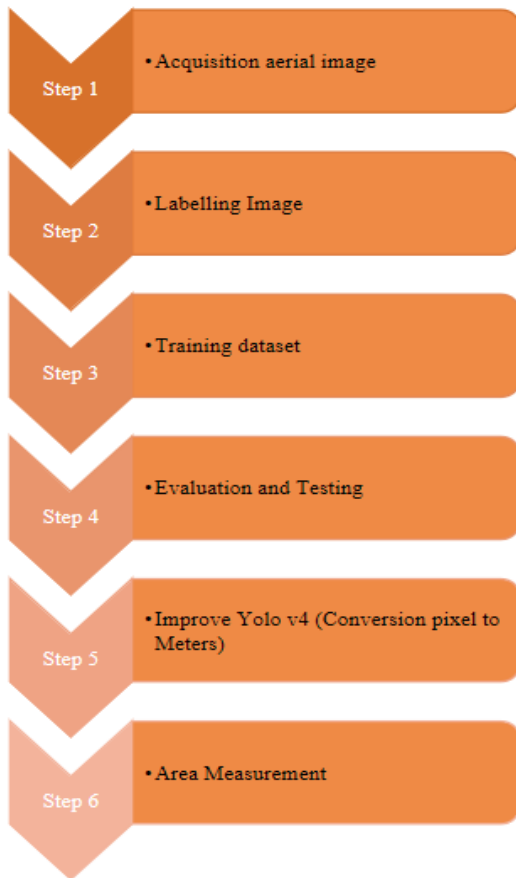 Step 1
•Acquisition aerial image
Step 2
•Labelling Image
Step 3
•Training dataset
Step 4
•Evaluation and Testing
Step 5
•Improve Yolo v4 (Conversion pixel to
Meters)
Step 6
•Area Measurement